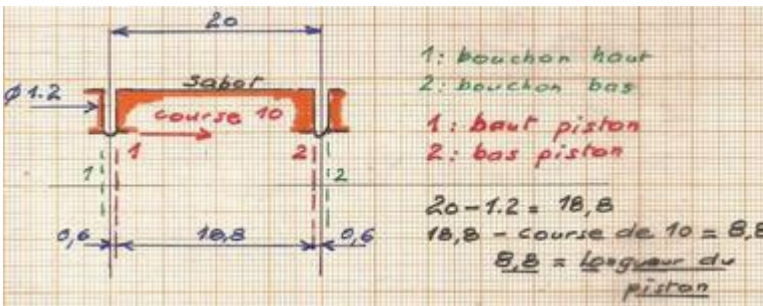 20
1: bouchon haut
2: bouchon bas
sabot
Ø 1.2
course 10
1: haut piston
2: bas piston
1 1 2 2
20-1.2 = 18,8
0,6 18,8 0,6
18,8 - course de 10 = 8,8
8,8 = longueur du
piston